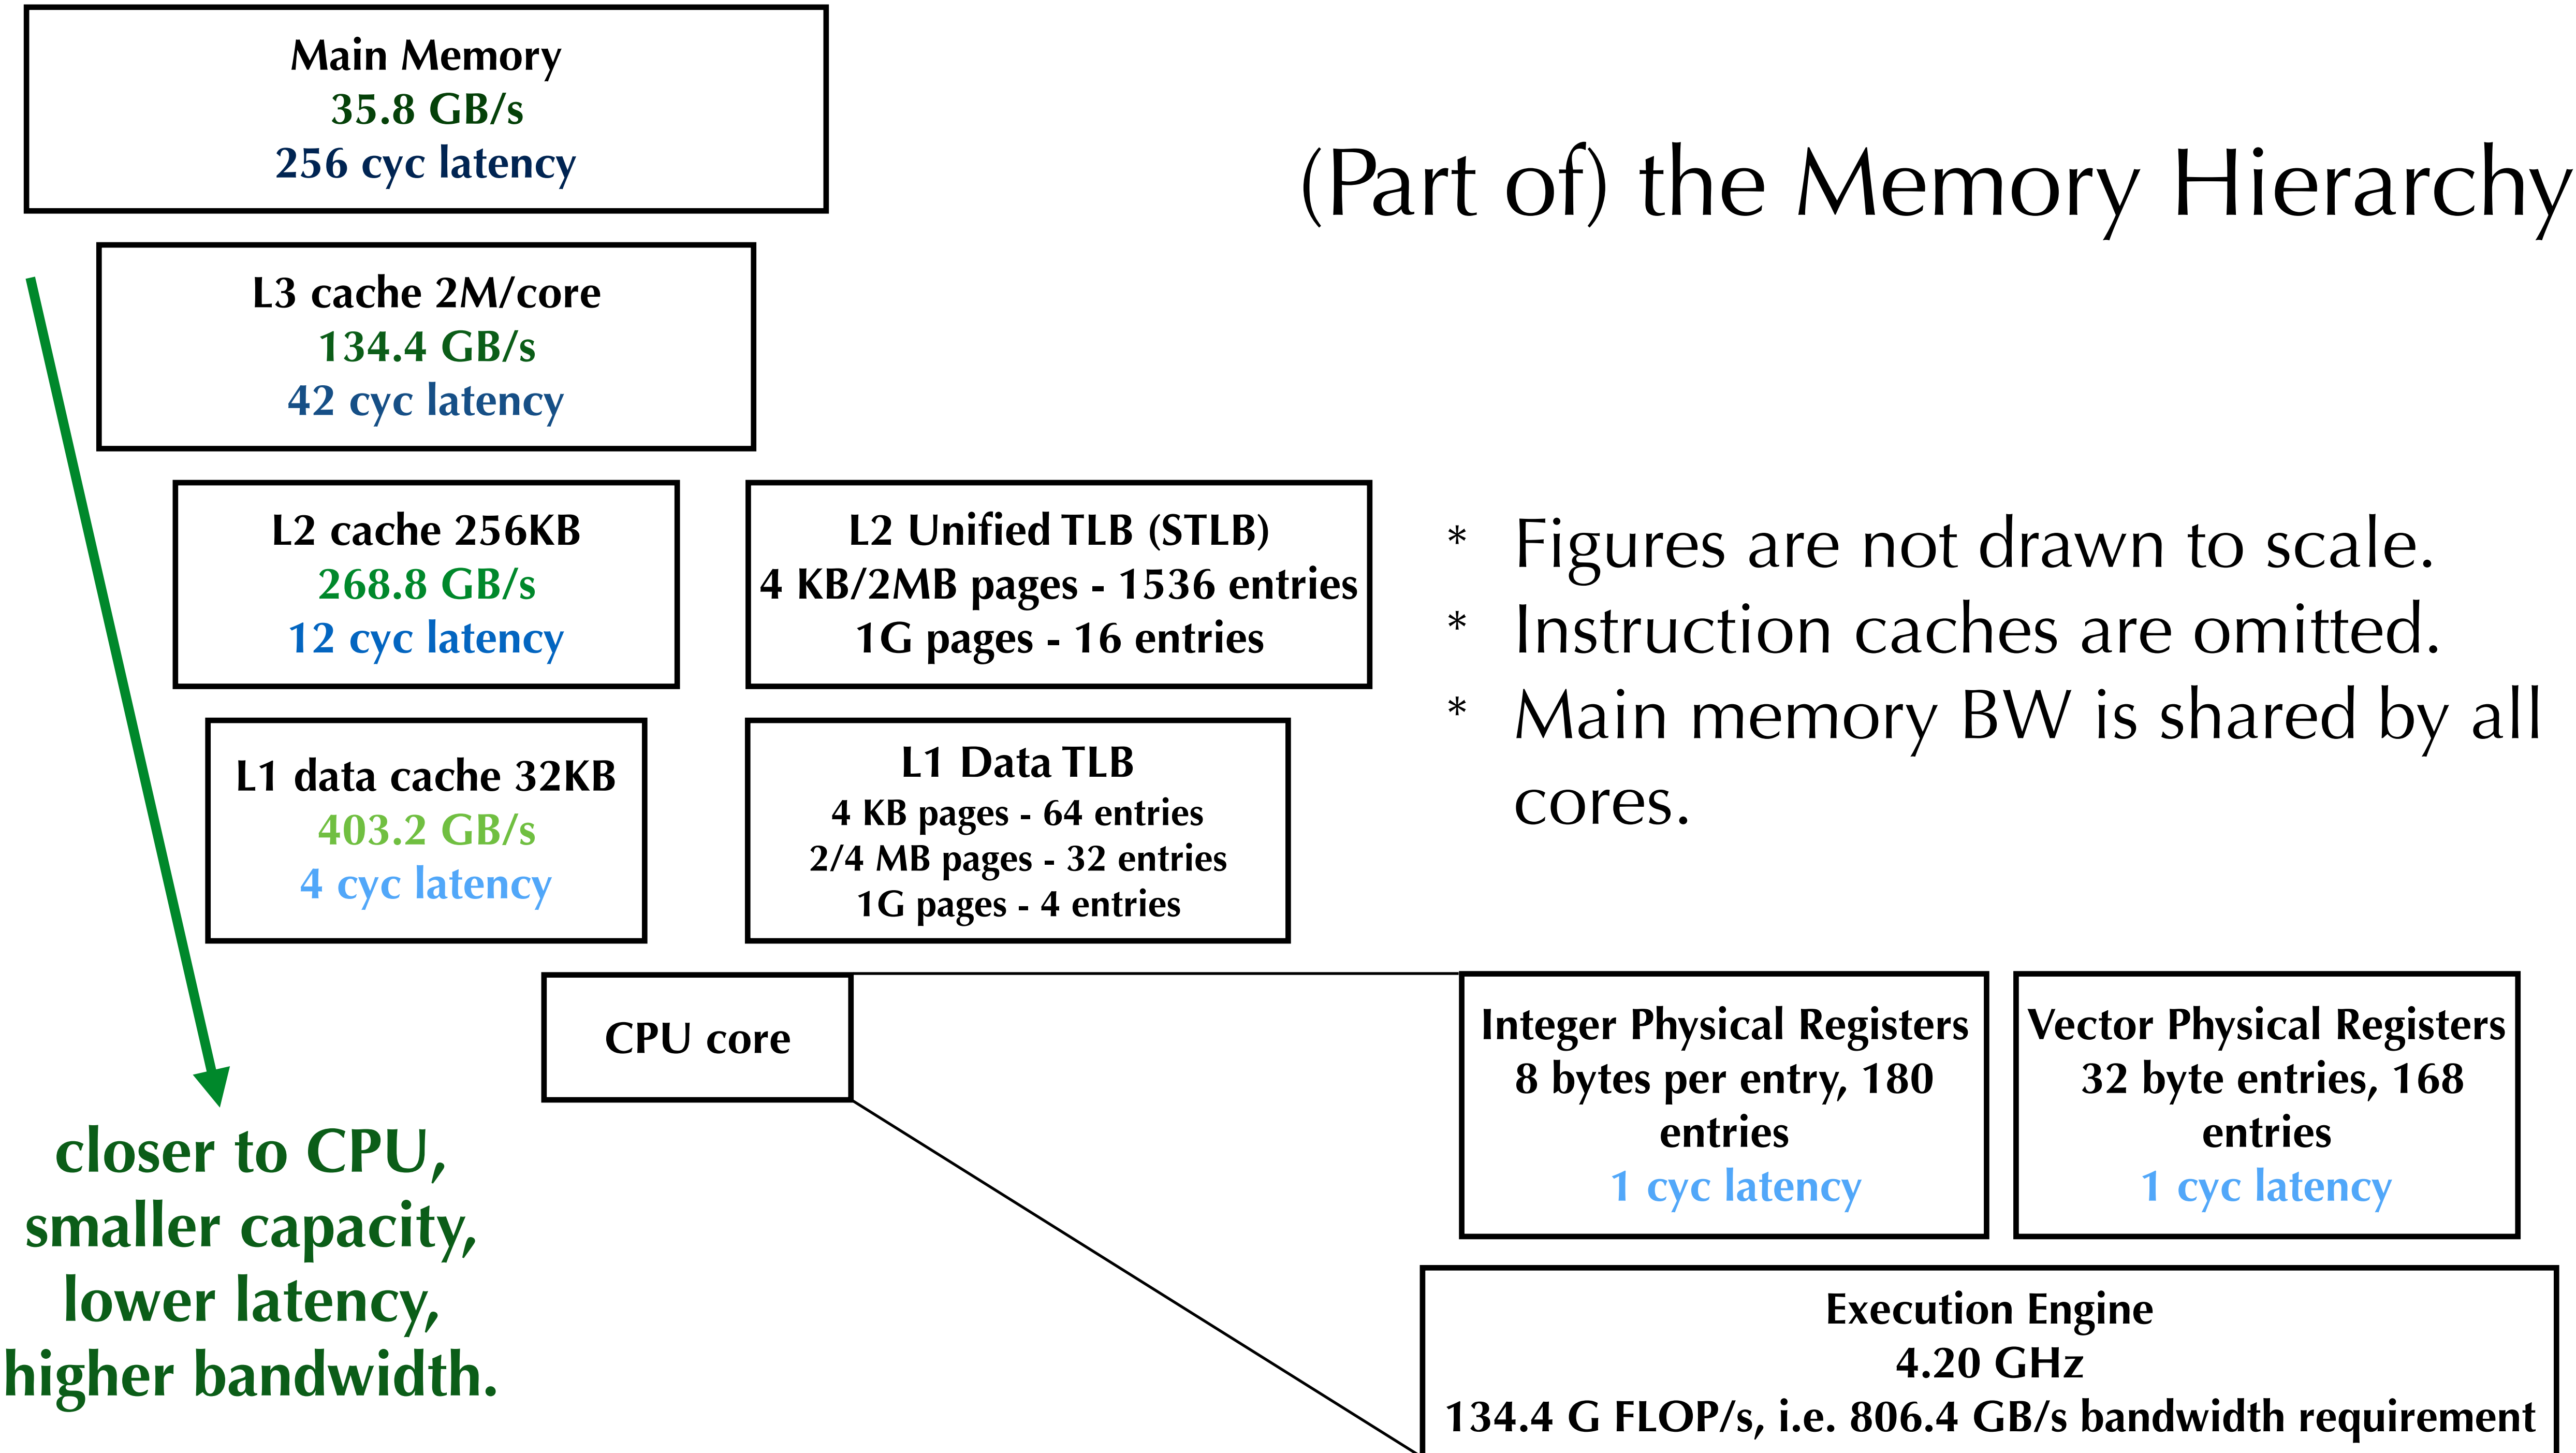 Main Memory
35.8 GB/s
256 cyc latency
(Part of) the Memory Hierarchy
L3 cache 2M/core
134.4 GB/s
42 cyc latency
L2 cache 256KB
268.8 GB/s
12 cyc latency
L2 Unified TLB (STLB)
4 KB/2MB pages - 1536 entries
1G pages - 16 entries
* Figures are not drawn to scale.
* Instruction caches are omitted.
* Main memory BW is shared by all
cores.
L1 data cache 32KB
403.2 GB/s
4 cyc latency
L1 Data TLB
4 KB pages - 64 entries
2/4 MB pages - 32 entries
1G pages - 4 entries
CPU core
Integer Physical Registers
8 bytes per entry, 180
entries
1 cyc latency
Vector Physical Registers
32 byte entries, 168
entries
1 cyc latency
closer to CPU,
smaller capacity,
lower latency,
higher bandwidth.
Execution Engine
4.20 GHz
134.4 G FLOP/s, i.e. 806.4 GB/s bandwidth requirement